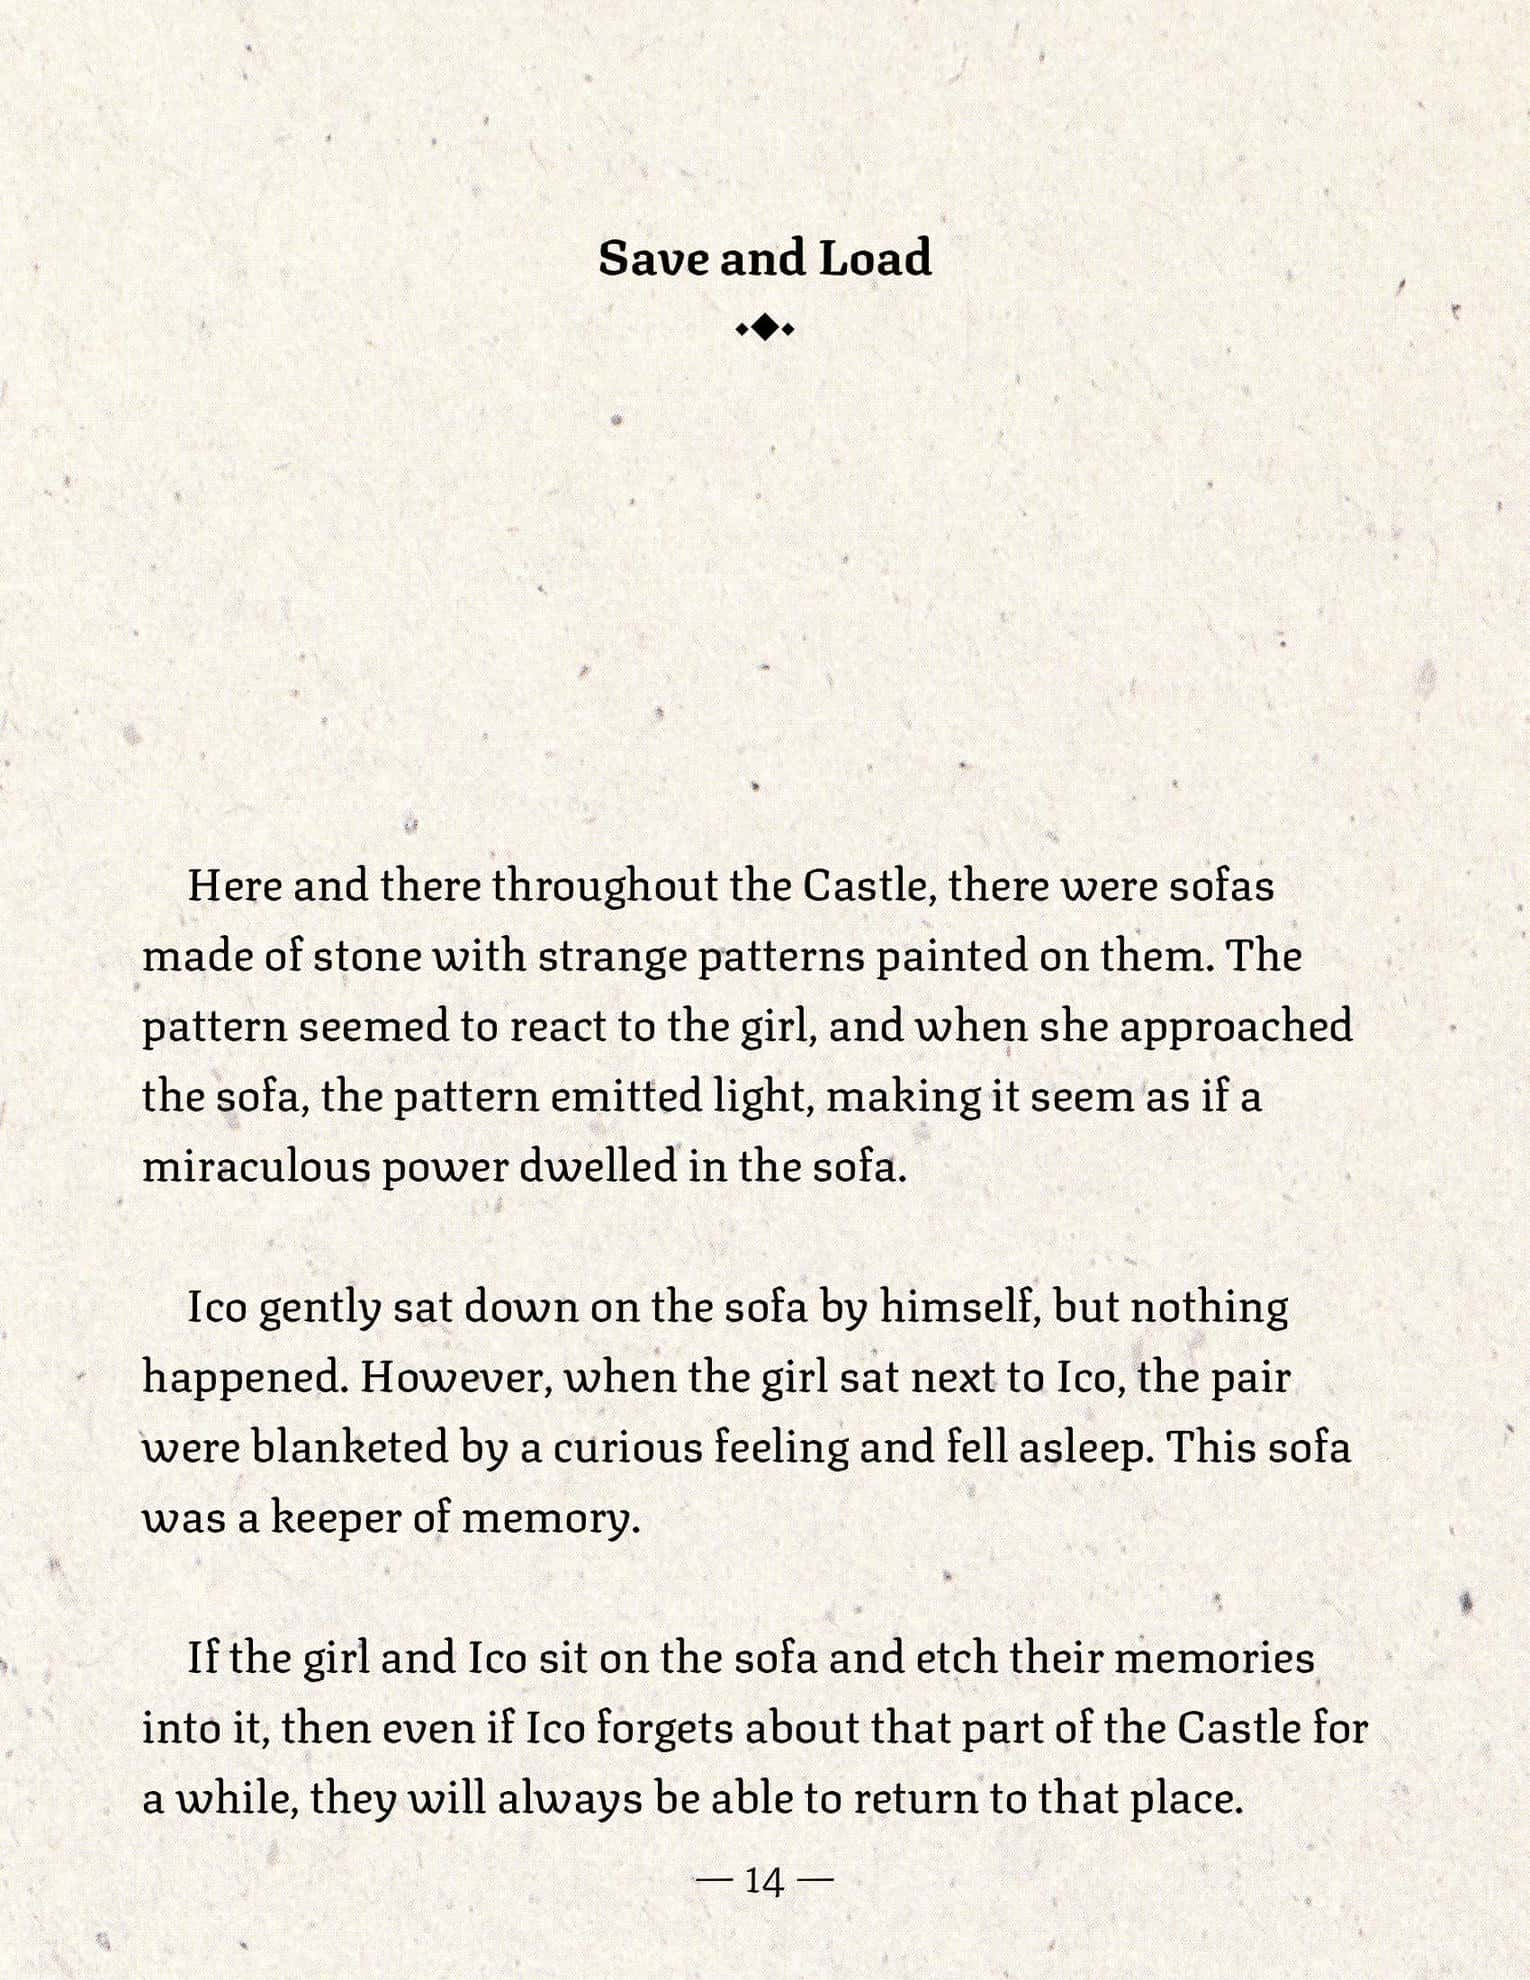 Save and Load
Here and there throughout the Castle, there were sofas
made of stone with strange patterns painted on them. The
pattern seemed to react to the girl, and when she approached
the sofa, the pattern emitted light, making it seem as if a
miraculous power dwelled in the sofa.
Ico gently sat down on the sofa by himself, but nothing
happened. However, when the girl sat next to Ico, the pair
were blanketed by a curious feeling and fell asleep. This sofa
was a keeper of memory.
If the girl and Ico sit on the sofa and etch their memories
into it, then even if Ico forgets about that part of the Castle for
a while, they will always be able to return to that place.
— 14 —